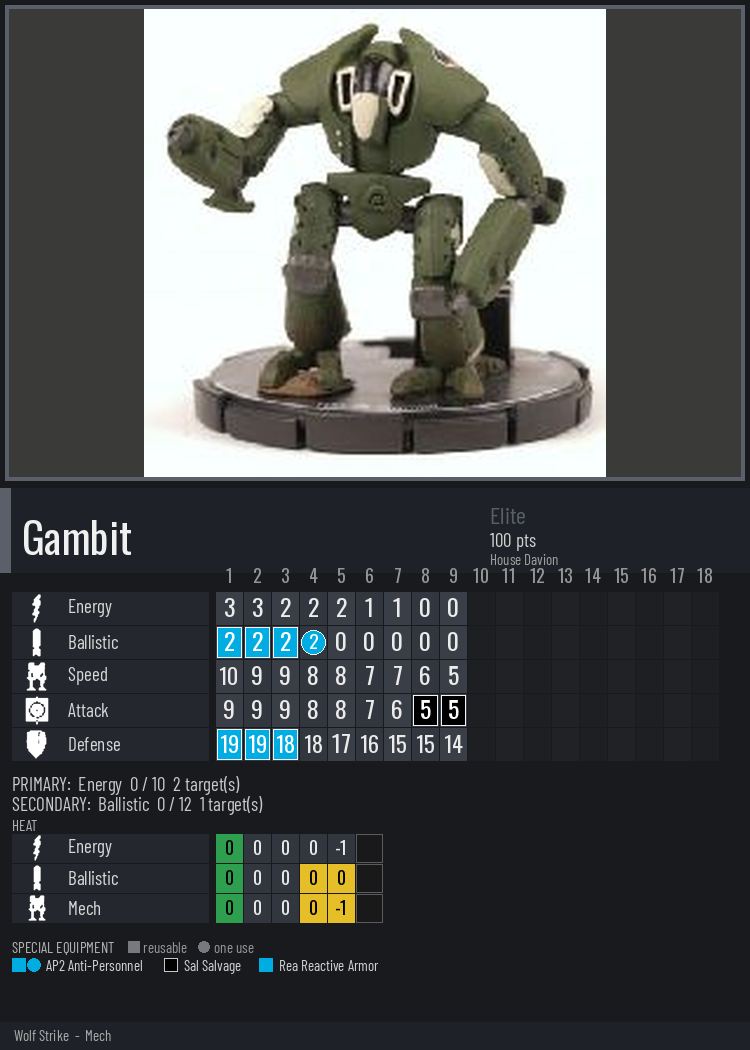 Gambit
Elite
100 pts
House Davion
1 2 3 4 5 6 7 8 9 10 11 12 13 14 15 16 17 18
Energy 3 3 2 2 2 1 1 0 0
Ballistic 2 2 2 2 0 0 0 0 0
Speed 10 9 9 8 8 7 7 6 5
Attack 9 9 9 8 8 7 6 5 5
Defense 19 19 18 18 17 16 15 15 14
PRIMARY: Energy 0 / 10 2 target(s)
SECONDARY: Ballistic 0 / 12 1 target(s)
HEAT
Energy 0 0 0 0 -1
Ballistic 0 0 0 0 0
Mech 0 0 0 0 -1
SPECIAL EQUIPMENT reusable one use
AP2 Anti-Personnel Sal Salvage Rea Reactive Armor
Wolf Strike - Mech